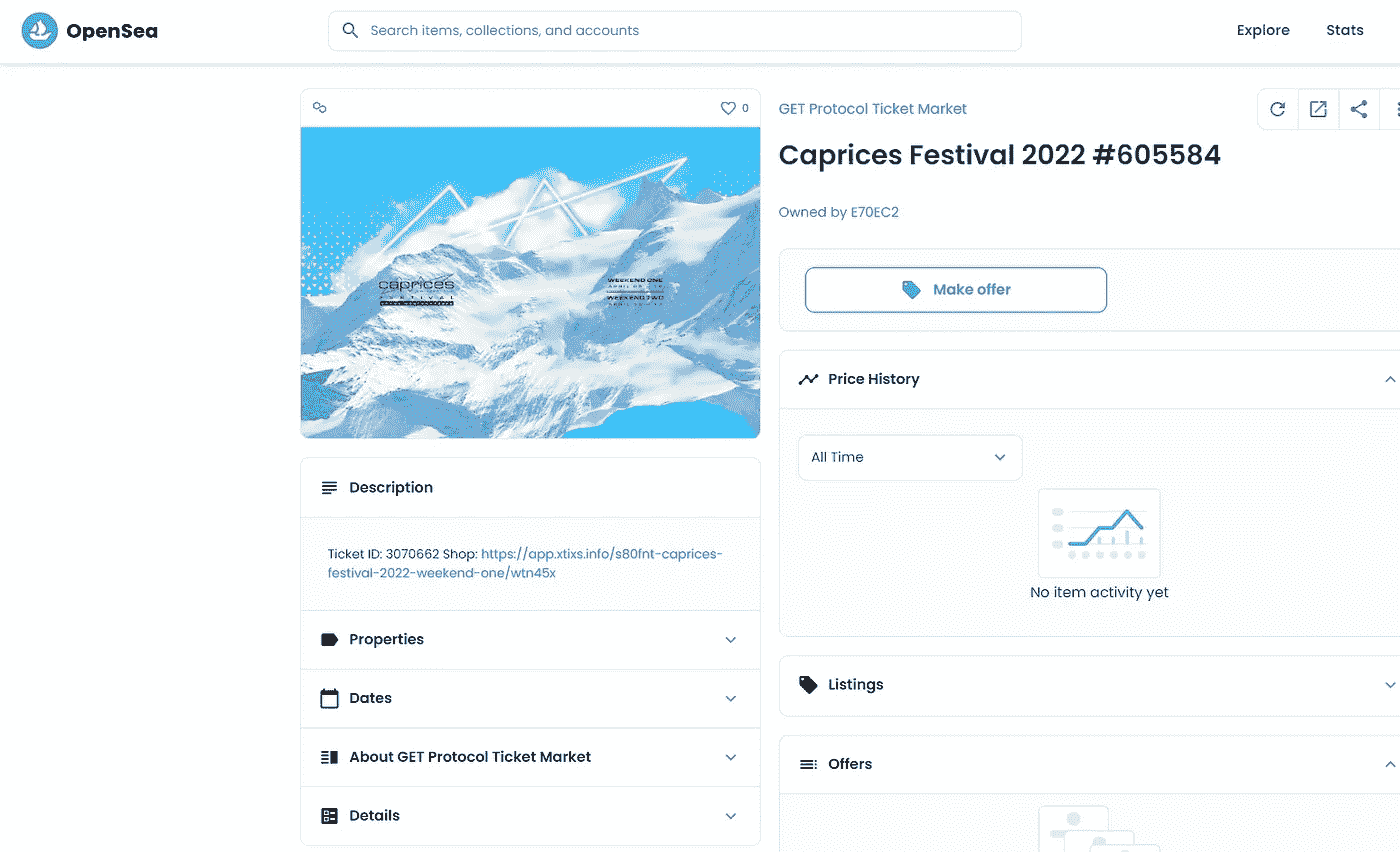 OpenSea
Search items, collections, and accounts
Explore
Stats
0
caprices
FESTIVAL
WEEKEND ONE
WEEKEND TWO
Description
Ticket ID: 3070662 Shop: https://app.xtixs.info/s80fnt-caprices-
festival-2022-weekend-one/wtn45x
Properties
Dates
About GET Protocol Ticket Market
Details
GET Protocol Ticket Market
Caprices Festival 2022 #605584
Owned by E70EC2
Make offer
Price History
All Time
No item activity yet
Listings
Offers